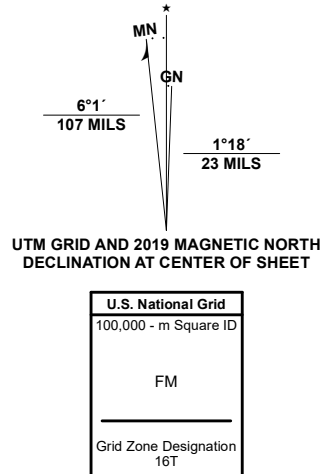 ★
MN
GN
6°1´
107 MILS
1°18´
23 MILS
UTM GRID AND 2019 MAGNETIC NORTH
DECLINATION AT CENTER OF SHEET
U.S. National Grid
100,000 - m Square ID
FM
Grid Zone Designation
16T